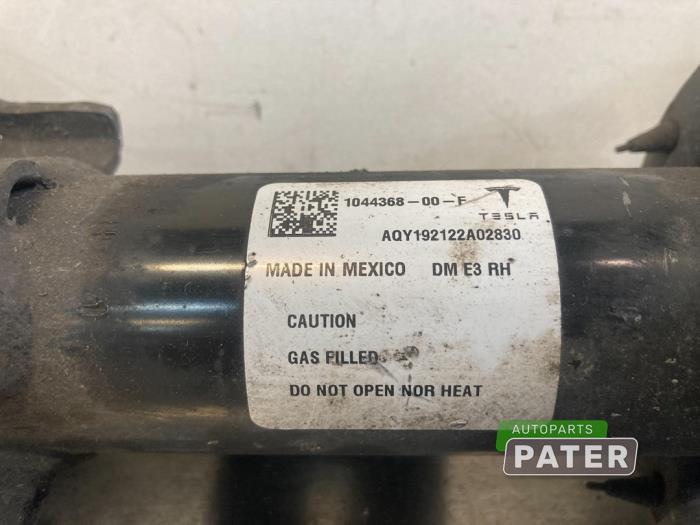 1044368-00-F
TESLA
AQY192122A02830
MADE IN MEXICO DM E3 RH
CAUTION
GAS FILLED
DO NOT OPEN NOR HEAT
AUTOPARTS
PATER